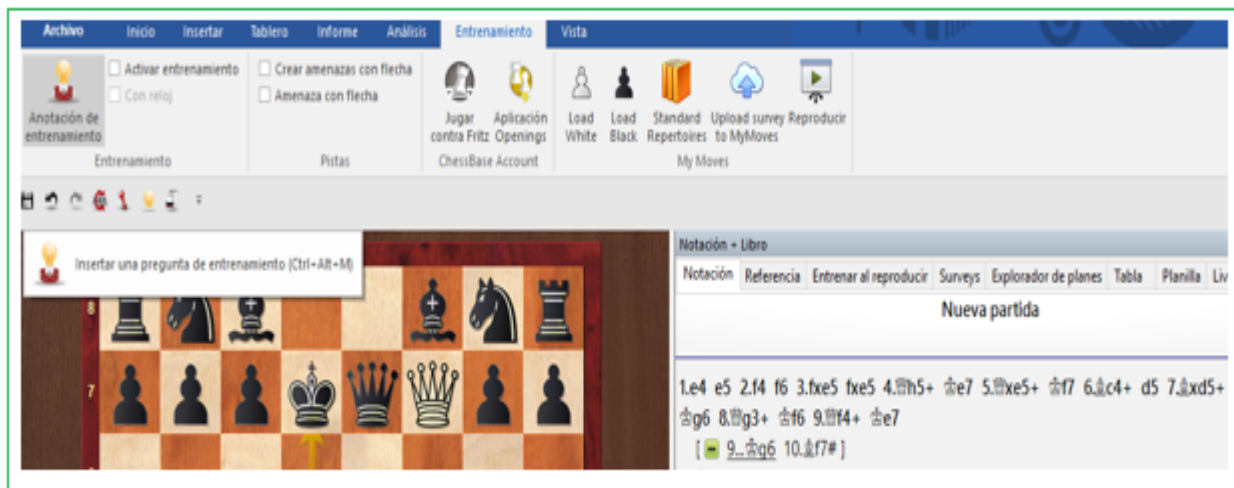 Archivo Inicio Insertar Tablero Informe Análisis Entrenamiento Vista
Anotación de entrenamiento
Activar entrenamiento
Con reloj
Entrenamiento
Crear amenazas con flecha
Amenaza con flecha
Pistas
Jugar contra Fritz
Aplicación Openings
ChessBase Account
Load White
Load Black
Standard Repertoires
Upload survey to MyMoves
Reproducir
My Moves
Insertar una pregunta de entrenamiento (Ctrl+Alt+M)
8
7
Notación + Libro
Notación Referencia Entrenar al reproducir Surveys Explorador de planes Tabla Planilla Liv
Nueva partida
1.e4 e5 2.f4 f6 3.fxe5 fxe5 4.♕h5+ ♔e7 5.♕xe5+ ♔f7 6.♗c4+ d5 7.♗xd5+
♔g6 8.♕g3+ ♔f6 9.♕f4+ ♔e7
[ 9...♔g6 10.♗f7# ]